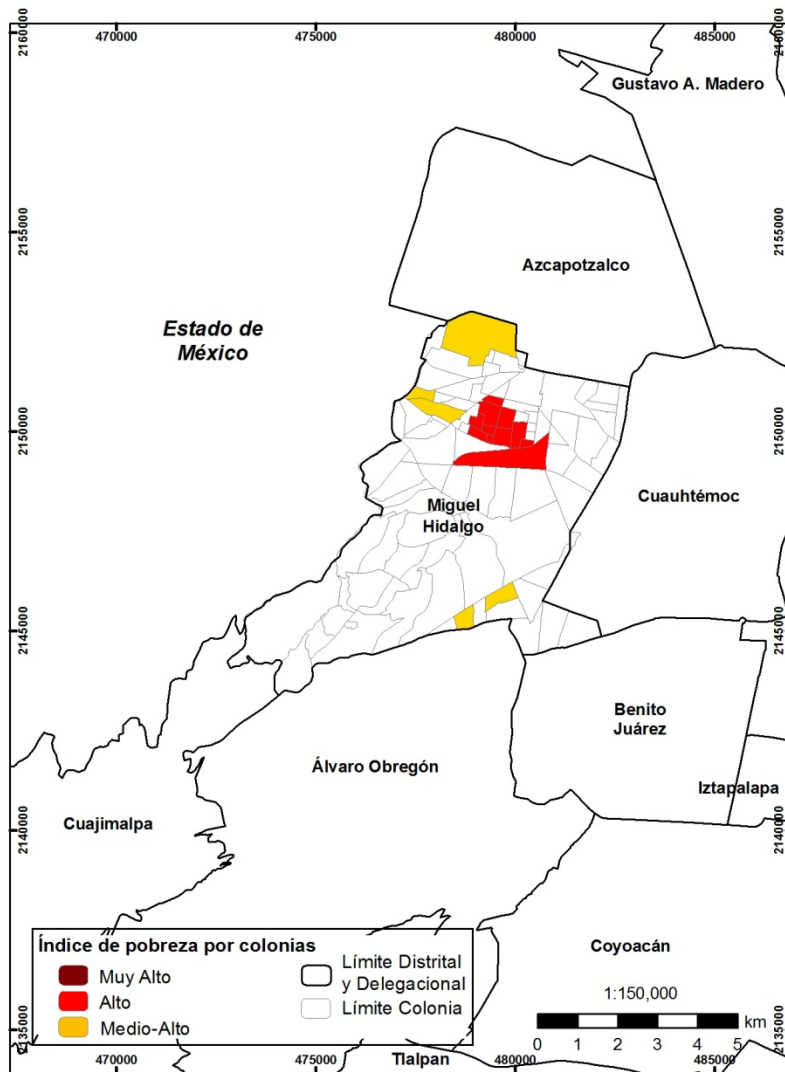 470000 475000 480000 485000
2160000 2160000
Gustavo A. Madero
2155000 2155000
Azcapotzalco
Estado de
México
2150000 2150000
Cuauhtémoc
Miguel
Hidalgo
2145000 2145000
Benito
Juárez
Álvaro Obregón
Iztapalapa
Cuajimalpa
2140000 2140000
Coyoacán
Índice de pobreza por colonias
Muy Alto
Alto
Medio-Alto
Límite Distrital
y Delegacional
Límite Colonia
1:150,000
km
0 1 2 3 4 5
2135000 2135000
Tlalpan
470000 475000 480000 485000